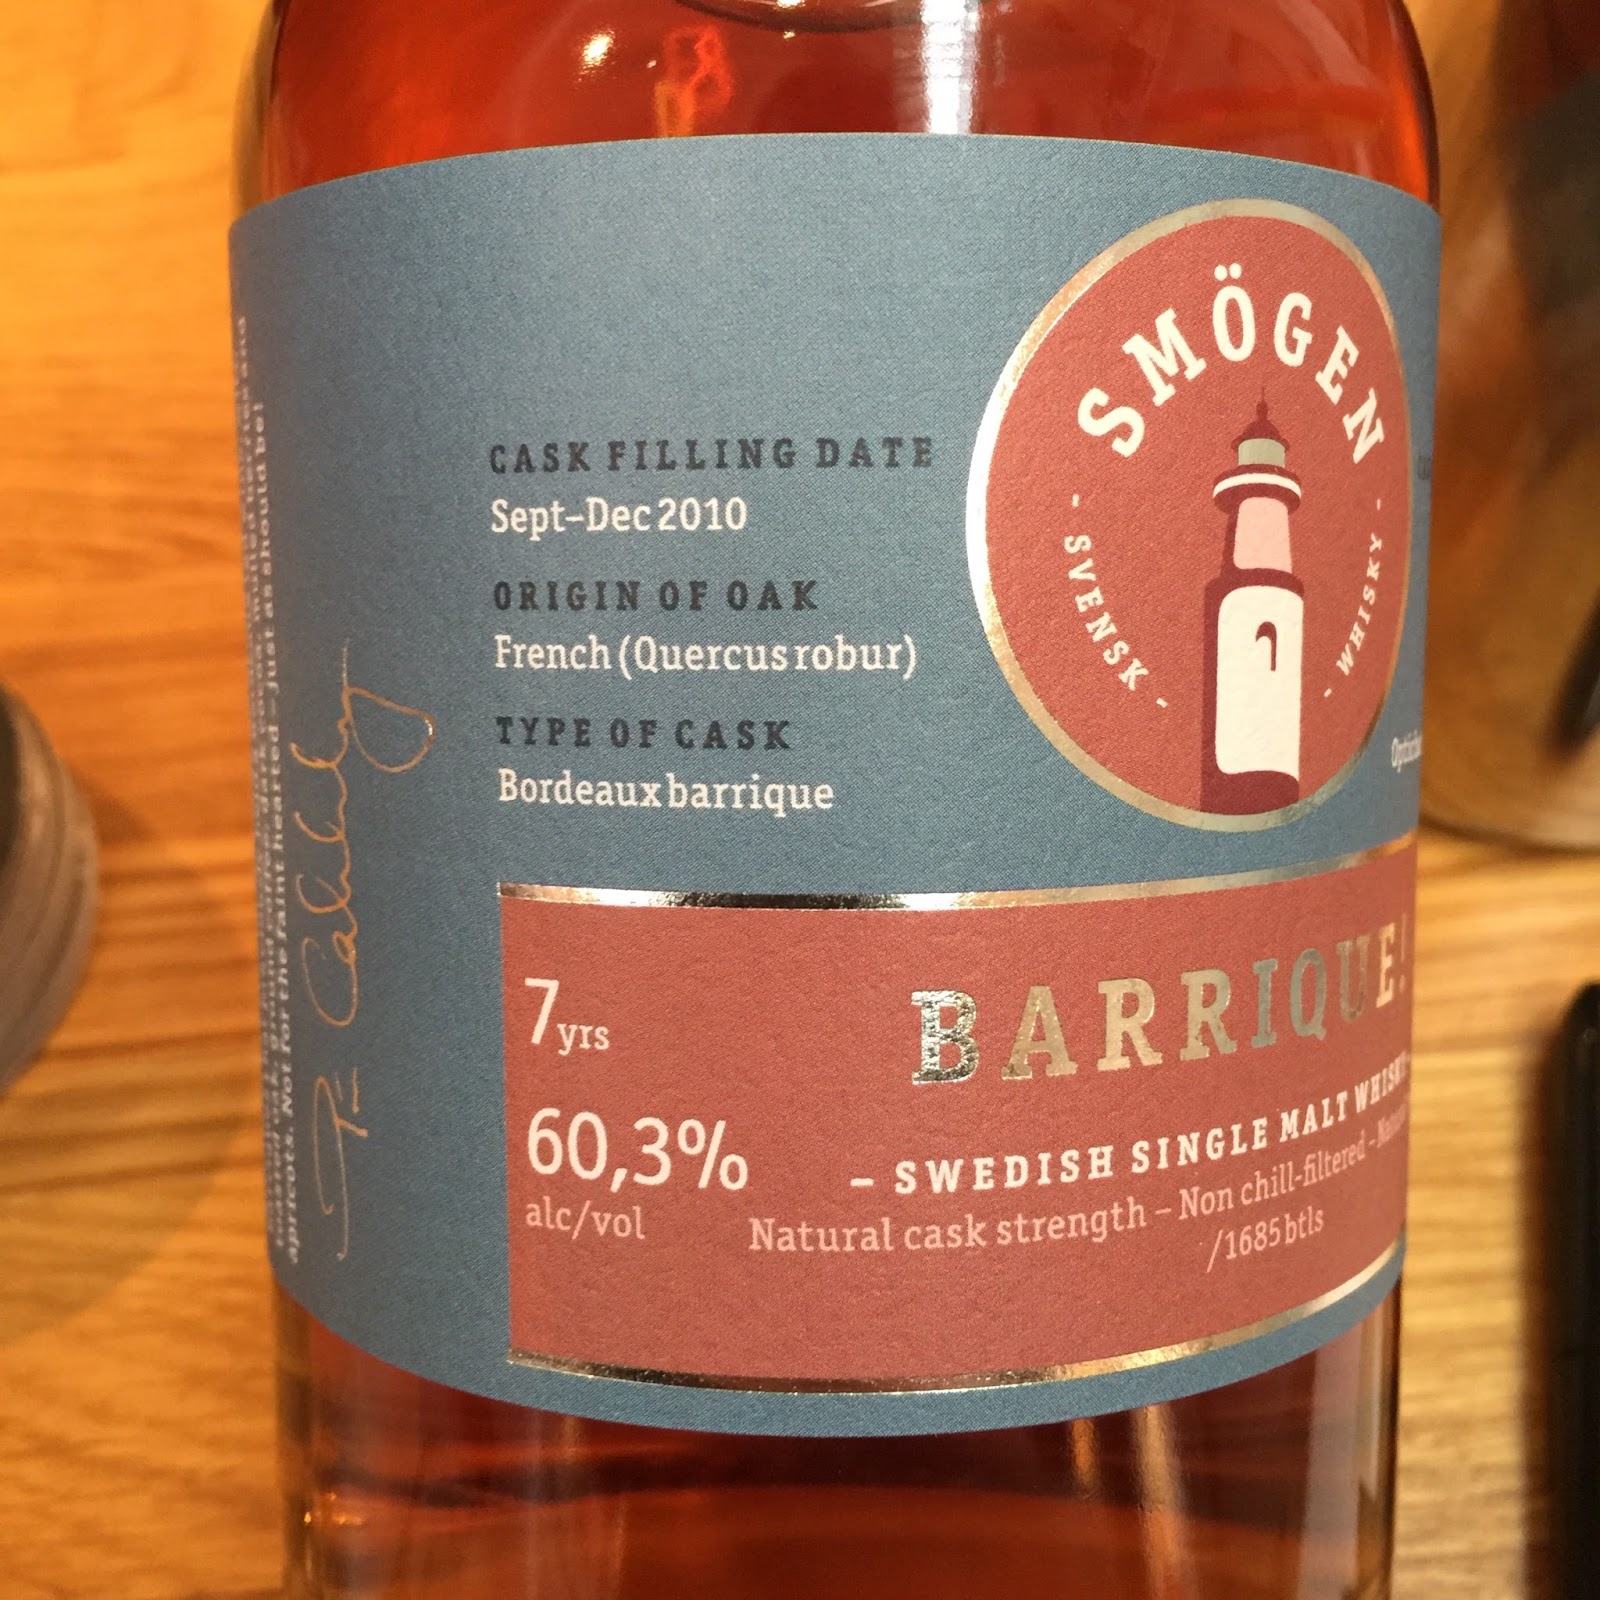 SMÖGEN
- SVENSK -
- WHISKY -
CASK FILLING DATE
Sept–Dec 2010
ORIGIN OF OAK
French (Quercus robur)
TYPE OF CASK
Bordeaux barrique
BARRIQUE!
7yrs
60,3%
alc/vol
– SWEDISH SINGLE MALT WHISKY
Natural cask strength – Non chill-filtered –
/1685 btls
apricots. Not for the faint hearted – just as should be!